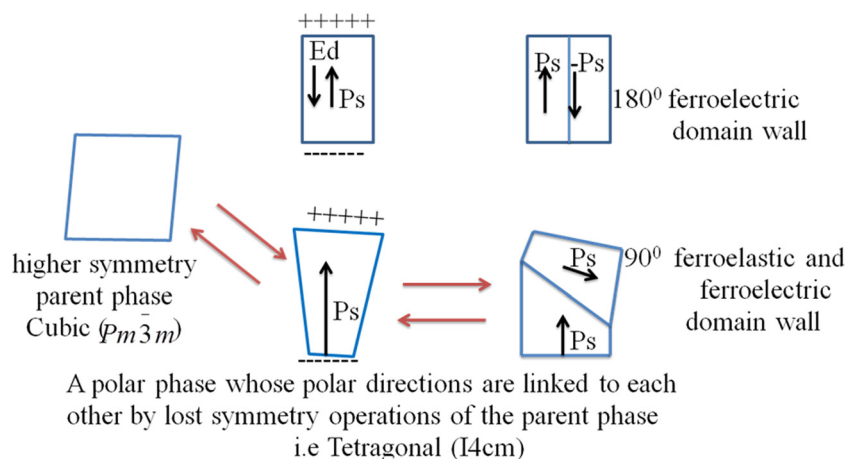 +++++
Ed
Ps
-------
Ps -Ps
180⁰ ferroelectric
domain wall
higher symmetry
parent phase
Cubic (Pm3̄m)
+++++
Ps
--------
Ps
90⁰ ferroelastic and
ferroelectric
domain wall
Ps
A polar phase whose polar directions are linked to each
other by lost symmetry operations of the parent phase
i.e Tetragonal (I4cm)